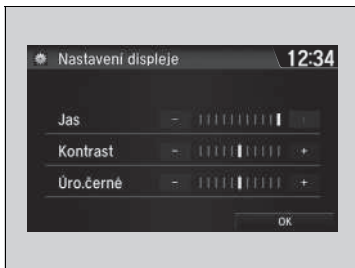 Nastavení displeje 12:34
Jas -
Kontrast - +
Úro.černé - +
OK